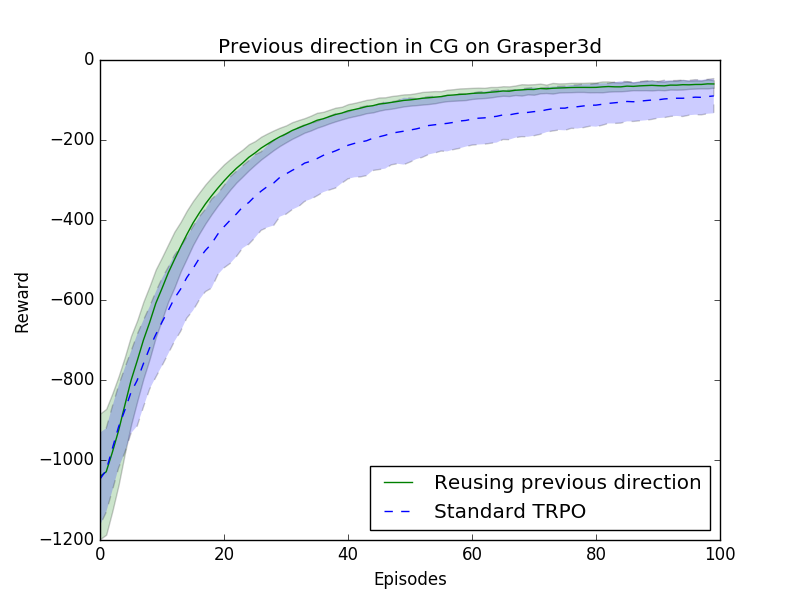 Previous direction in CG on Grasper3d
0
−200
−400
−600
−800
−1000
−1200
Reward
Reusing previous direction
Standard TRPO
0 20 40 60 80 100
Episodes